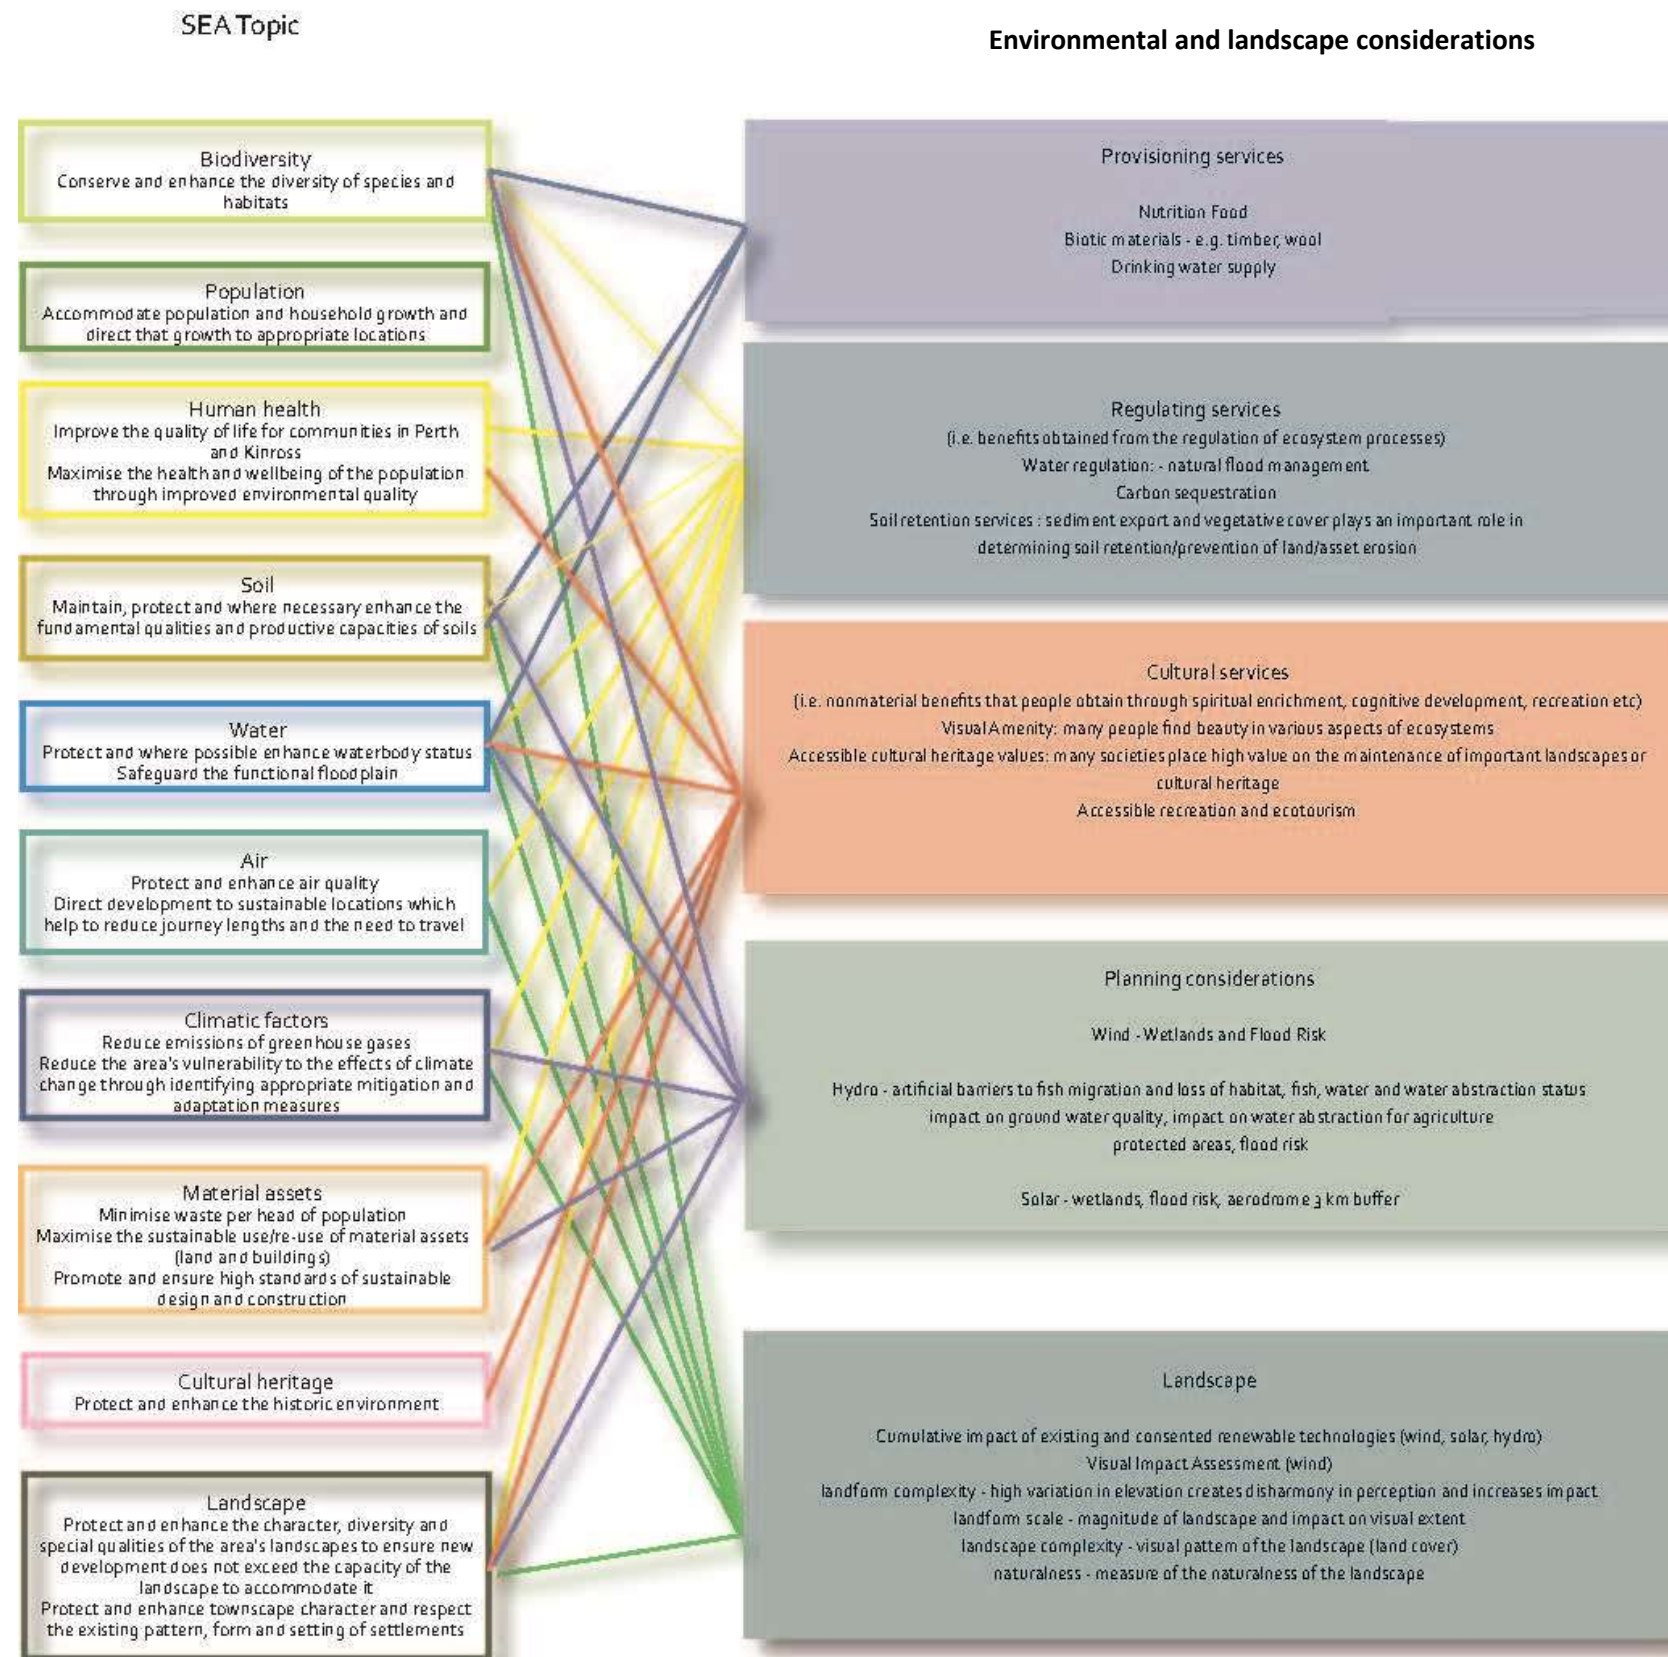 SEA Topic
Environmental and landscape considerations
Biodiversity
Conserve and enhance the diversity of species and
habitats
Population
Accommodate population and household growth and
direct that growth to appropriate locations
Human health
Improve the quality of life for communities in Perth
and Kinross
Maximise the health and wellbeing of the population
through improved environmental quality
Soil
Maintain, protect and where necessary enhance the
fundamental qualities and productive capacities of soils
Water
Protect and where possible enhance waterbody status
Safeguard the functional floodplain
Air
Protect and enhance air quality
Direct development to sustainable locations which
help to reduce journey lengths and the need to travel
Climatic factors
Reduce emissions of greenhouse gases
Reduce the area's vulnerability to the effects of climate
change through identifying appropriate mitigation and
adaptation measures
Material assets
Minimise waste per head of population
Maximise the sustainable use/re-use of material assets
(land and buildings)
Promote and ensure high standards of sustainable
design and construction
Cultural heritage
Protect and enhance the historic environment
Landscape
Protect and enhance the character, diversity and
special qualities of the area's landscapes to ensure new
development does not exceed the capacity of the
landscape to accommodate it
Protect and enhance townscape character and respect
the existing pattern, form and setting of settlements
Provisioning services
Nutrition Food
Biotic materials - e.g. timber, wool
Drinking water supply
Regulating services
(i.e. benefits obtained from the regulation of ecosystem processes)
Water regulation: - natural flood management
Carbon sequestration
Soil retention services : sediment export and vegetative cover plays an important role in
determining soil retention/prevention of land/asset erosion
Cultural services
(i.e. nonmaterial benefits that people obtain through spiritual enrichment, cognitive development, recreation etc)
Visual Amenity: many people find beauty in various aspects of ecosystems
Accessible cultural heritage values: many societies place high value on the maintenance of important landscapes or
cultural heritage
Accessible recreation and ecotourism
Planning considerations
Wind - Wetlands and Flood Risk
Hydro - artificial barriers to fish migration and loss of habitat, fish, water and water abstraction status
impact on ground water quality, impact on water abstraction for agriculture
protected areas, flood risk
Solar - wetlands, flood risk, aerodrome 3 km buffer
Landscape
Cumulative impact of existing and consented renewable technologies (wind, solar, hydro)
Visual Impact Assessment (wind)
landform complexity - high variation in elevation creates disharmony in perception and increases impact
landform scale - magnitude of landscape and impact on visual extent
landscape complexity - visual pattern of the landscape (land cover)
naturalness - measure of the naturalness of the landscape